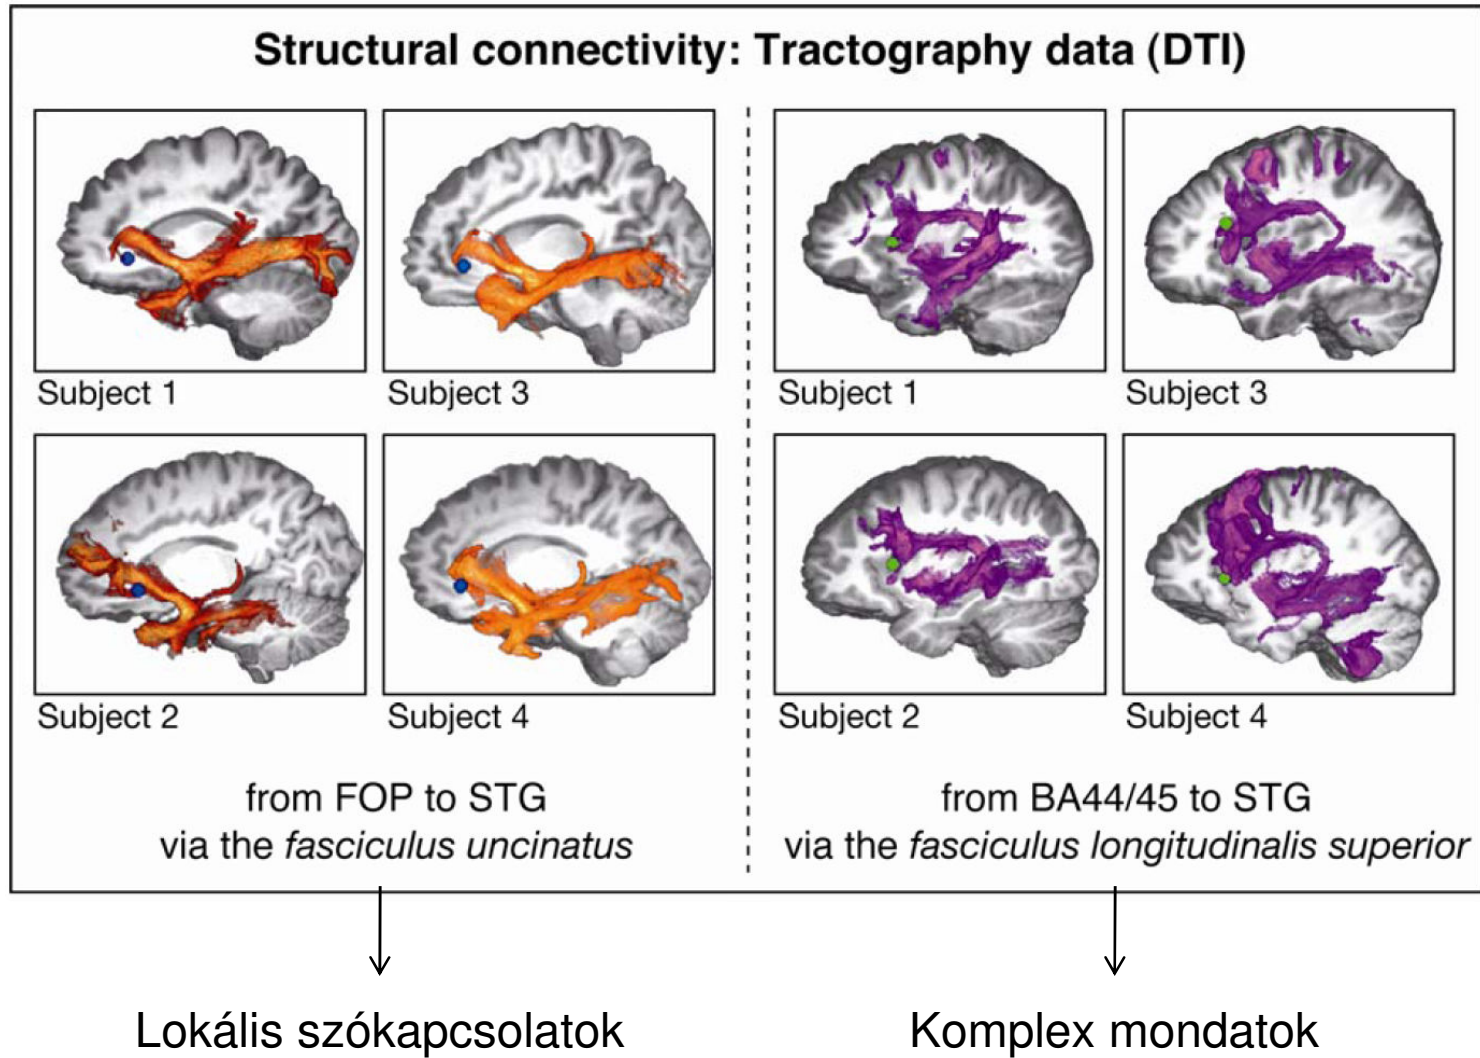 Structural connectivity: Tractography data (DTI)
Subject 1
Subject 3
Subject 1
Subject 3
Subject 2
Subject 4
Subject 2
Subject 4
from FOP to STG
via the fasciculus uncinatus
from BA44/45 to STG
via the fasciculus longitudinalis superior
Lokális szókapcsolatok
Komplex mondatok